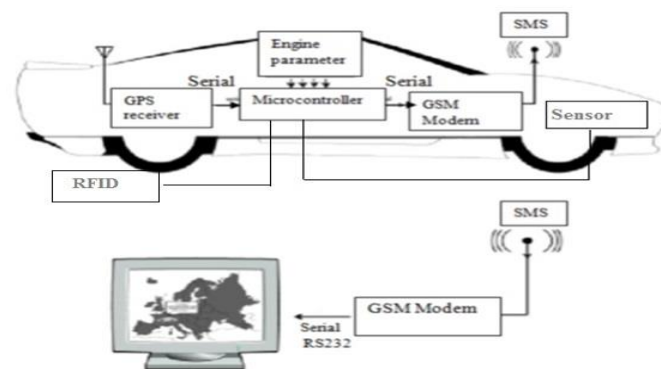 SMS
Engine
parameter
Serial
Serial
GPS
receiver
Microcontroller
GSM
Modem
Sensor
RFID
SMS
GSM Modem
Serial
RS232